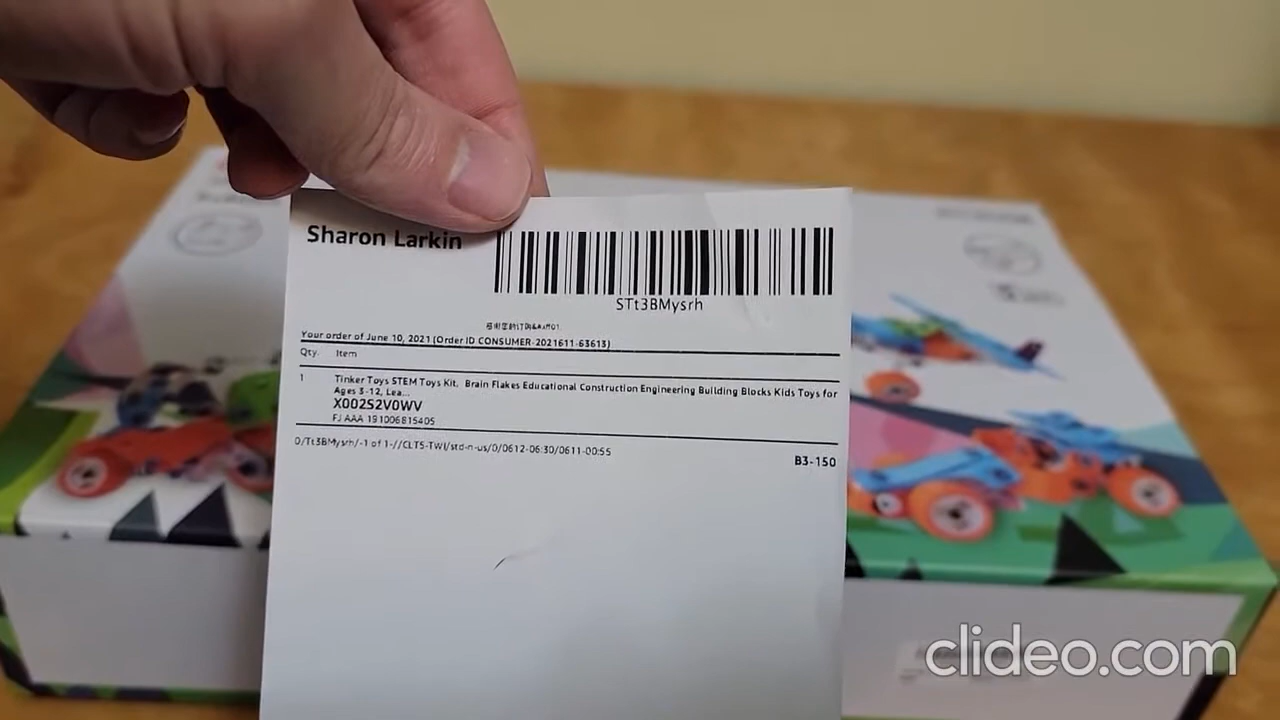 Sharon Larkin
STt3BMysrh
Your order of June 10, 2021 (Order ID CONSUMER-2021611-63613)
Qty. Item
1 Tinker Toys STEM Toys Kit, Brain Flakes Educational Construction Engineering Building Blocks Kids Toys for
Ages 3-12, Lea...
X002S2V0WV
FJ AAA 191006815405
0/Tt3BMysrh/-1 of 1-//CLT5-TWI/std-n-us/0/0612-06:30/0611-00:55
B3-150
clideo.com